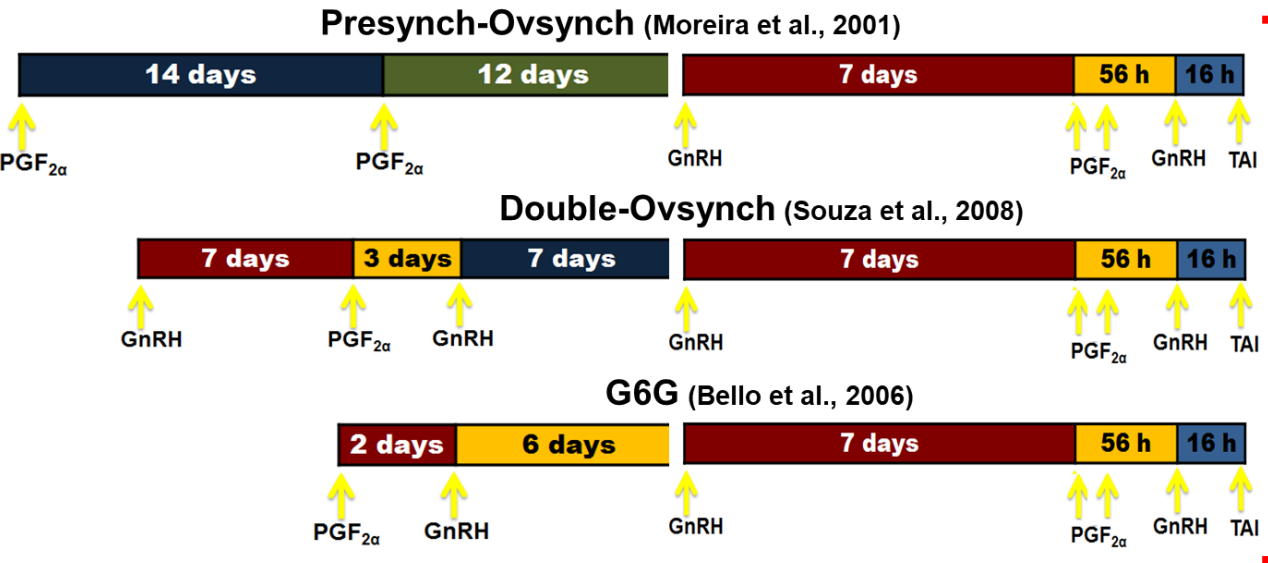 Presynch-Ovsynch (Moreira et al., 2001)
14 days 12 days 7 days 56 h 16 h
PGF2α PGF2α GnRH PGF2α GnRH TAI
Double-Ovsynch (Souza et al., 2008)
7 days 3 days 7 days 7 days 56 h 16 h
GnRH PGF2α GnRH GnRH PGF2α GnRH TAI
G6G (Bello et al., 2006)
2 days 6 days 7 days 56 h 16 h
PGF2α GnRH GnRH PGF2α GnRH TAI